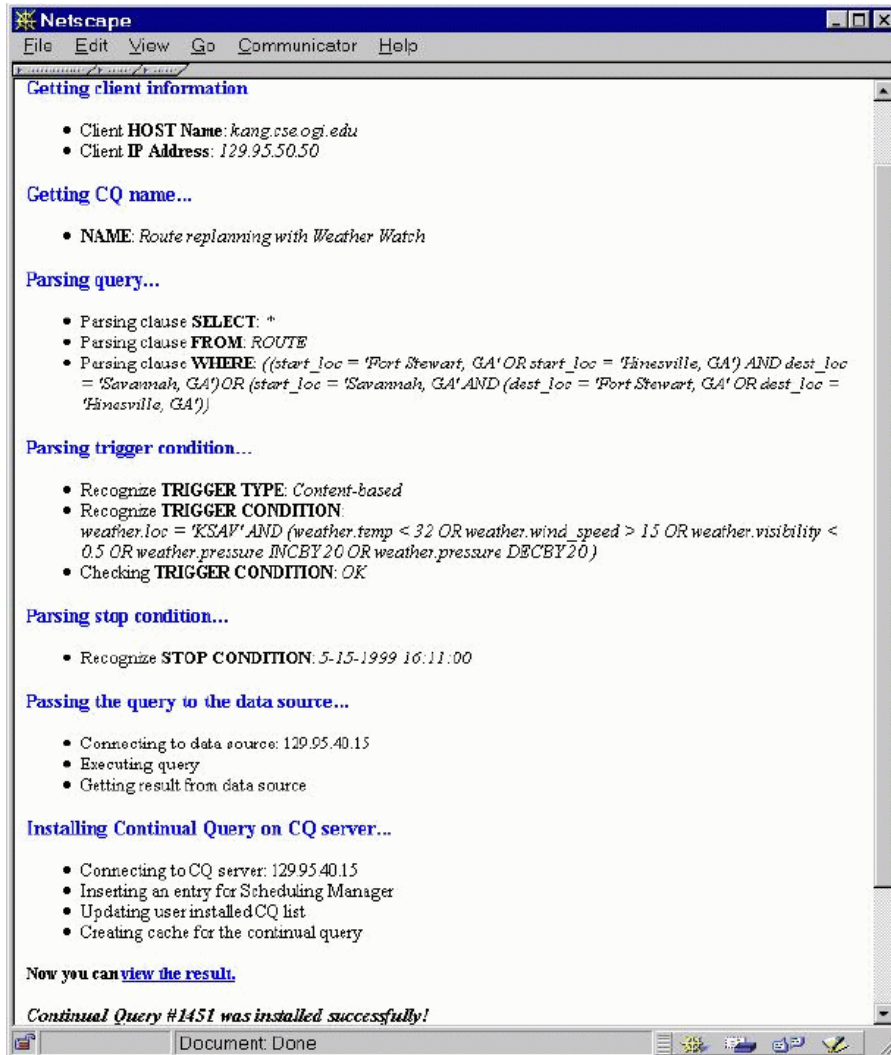 Netscape
File Edit View Go Communicator Help
Getting client information
• Client HOST Name: kang.cse.ogi.edu
• Client IP Address: 129.95.50.50
Getting CQ name...
• NAME: Route replanning with Weather Watch
Parsing query...
• Parsing clause SELECT: *
• Parsing clause FROM: ROUTE
• Parsing clause WHERE: ((start_loc = 'Fort Stewart, GA' OR start_loc = 'Hinesville, GA') AND dest_loc
= 'Savannah, GA') OR (start_loc = 'Savannah, GA' AND (dest_loc = 'Fort Stewart, GA' OR dest_loc =
'Hinesville, GA'))
Parsing trigger condition...
• Recognize TRIGGER TYPE: Content-based
• Recognize TRIGGER CONDITION:
weather.loc = 'KSAV' AND (weather.temp < 32 OR weather.wind_speed > 15 OR weather.visibility <
0.5 OR weather.pressure INCBY 20 OR weather.pressure DECBY 20 )
• Checking TRIGGER CONDITION: OK
Parsing stop condition...
• Recognize STOP CONDITION: 5-15-1999 16:11:00
Passing the query to the data source...
• Connecting to data source: 129.95.40.15
• Executing query
• Getting result from data source
Installing Continual Query on CQ server...
• Connecting to CQ server: 129.95.40.15
• Inserting an entry for Scheduling Manager
• Updating user installed CQ list
• Creating cache for the continual query
Now you can view the result.
Continual Query #1451 was installed successfully!
Document: Done